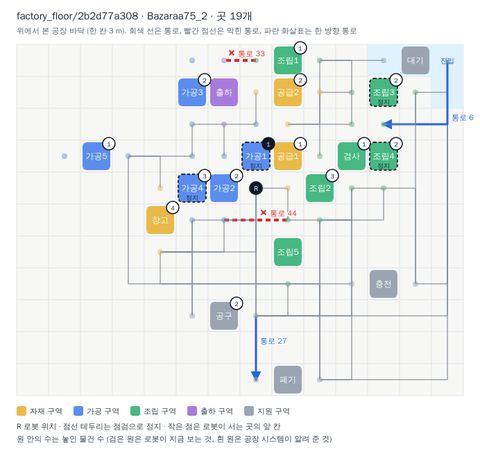 factory_floor/2b2d77a308 · Bazaraa75_2 · 곳 19개
위에서 본 공장 바닥 (한 칸 3 m). 회색 선은 통로, 빨간 점선은 막힌 통로, 파란 화살표는 한 방향 통로
✕ 통로 33
조립1
1
대기
진입
가공3
2
출하
공급2
2
조립3
정지
2
통로 6
가공5
1
가공1
정지
1
공급1
1
검사
1
조립4
정지
2
가공4
정지
3
가공2
2
R
조립2
3
창고
4
✕ 통로 44
조립5
충전
공구
2
통로 27
폐기
자재 구역
가공 구역
조립 구역
출하 구역
지원 구역
R 로봇 위치 · 점선 테두리는 점검으로 정지 · 작은 점은 로봇이 서는 곳의 앞 칸
원 안의 수는 놓인 물건 수 (검은 원은 로봇이 지금 보는 것, 흰 원은 공장 시스템이 알려 준 것)